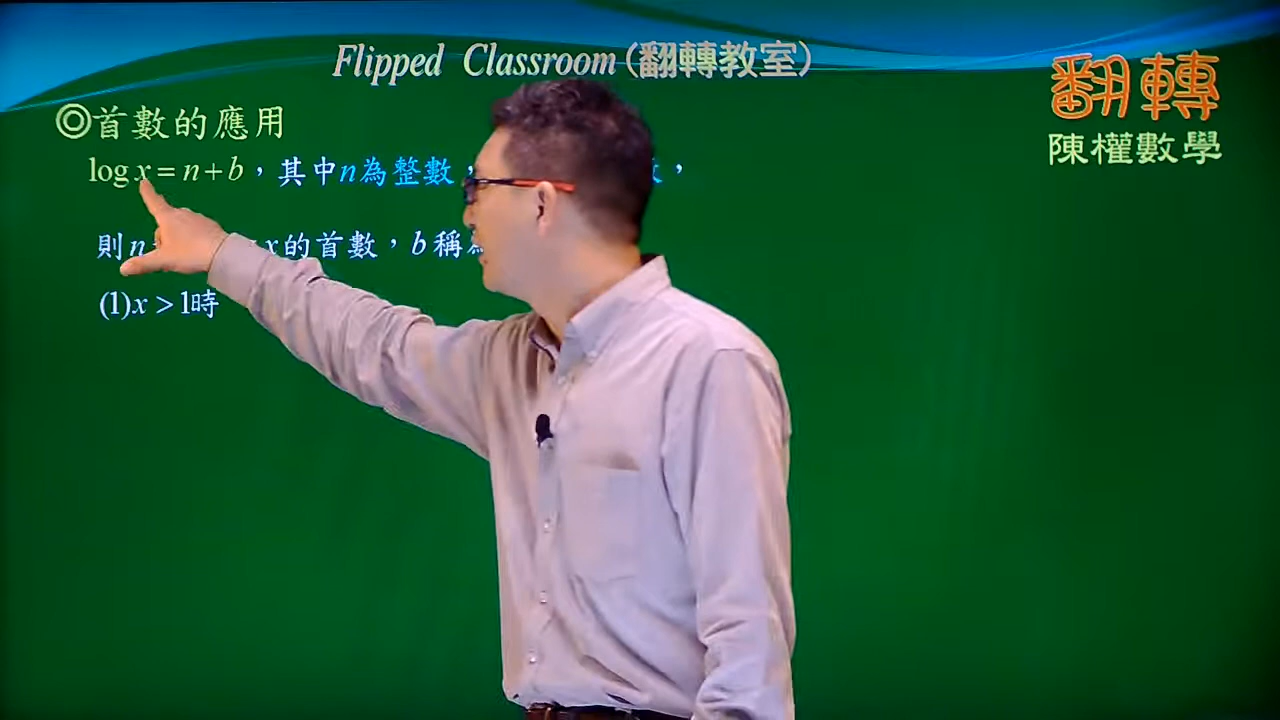 Flipped Classroom (翻轉教室)
翻轉
陳權數學
◎首數的應用
log x = n + b，其中n為整數，
則n x的首數，b稱
(1)x > 1時